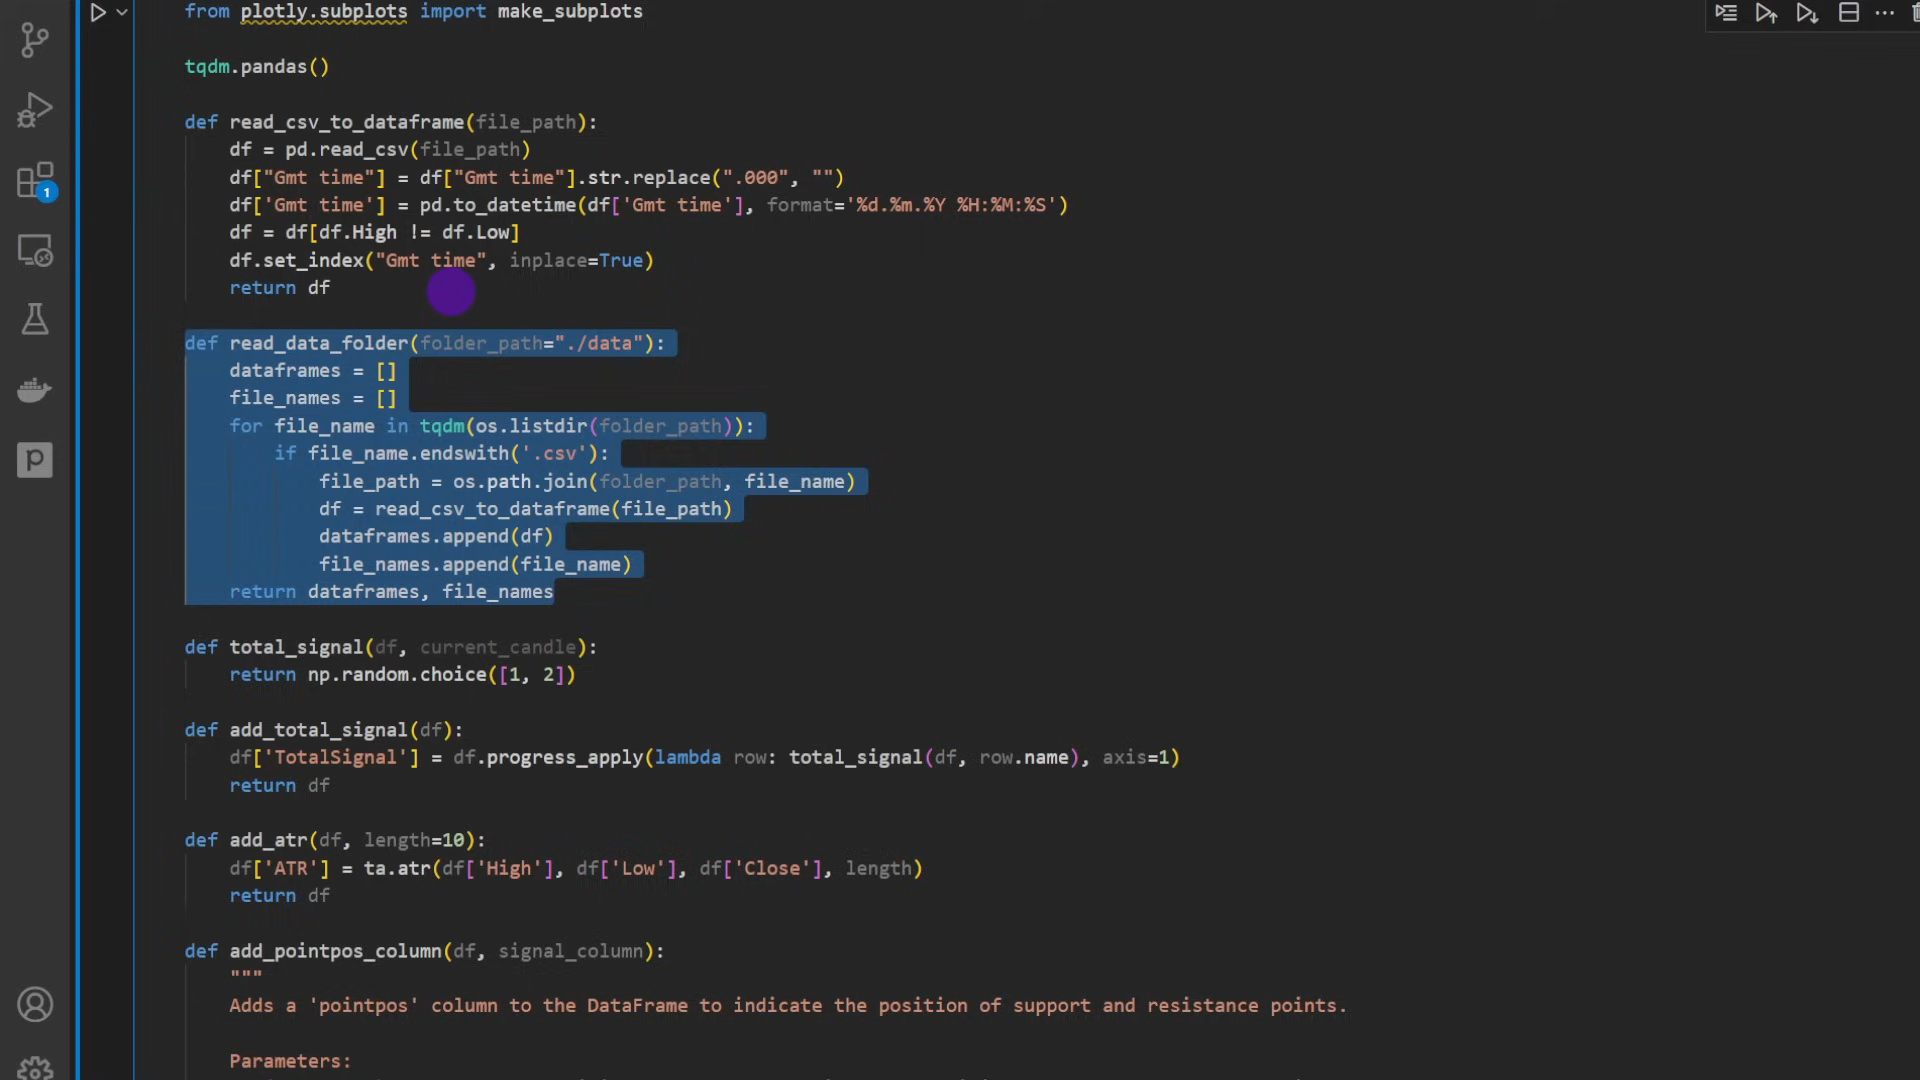 from plotly.subplots import make_subplots
tqdm.pandas()
def read_csv_to_dataframe(file_path):
    df = pd.read_csv(file_path)
    df["Gmt time"] = df["Gmt time"].str.replace(".000", "")
    df['Gmt time'] = pd.to_datetime(df['Gmt time'], format='%d.%m.%Y %H:%M:%S')
    df = df[df.High != df.Low]
    df.set_index("Gmt time", inplace=True)
    return df
def read_data_folder(folder_path="./data"):
    dataframes = []
    file_names = []
    for file_name in tqdm(os.listdir(folder_path)):
        if file_name.endswith('.csv'):
            file_path = os.path.join(folder_path, file_name)
            df = read_csv_to_dataframe(file_path)
            dataframes.append(df)
            file_names.append(file_name)
    return dataframes, file_names
def total_signal(df, current_candle):
    return np.random.choice([1, 2])
def add_total_signal(df):
    df['TotalSignal'] = df.progress_apply(lambda row: total_signal(df, row.name), axis=1)
    return df
def add_atr(df, length=10):
    df['ATR'] = ta.atr(df['High'], df['Low'], df['Close'], length)
    return df
def add_pointpos_column(df, signal_column):
    """
    Adds a 'pointpos' column to the DataFrame to indicate the position of support and resistance points.
    Parameters:
1
p